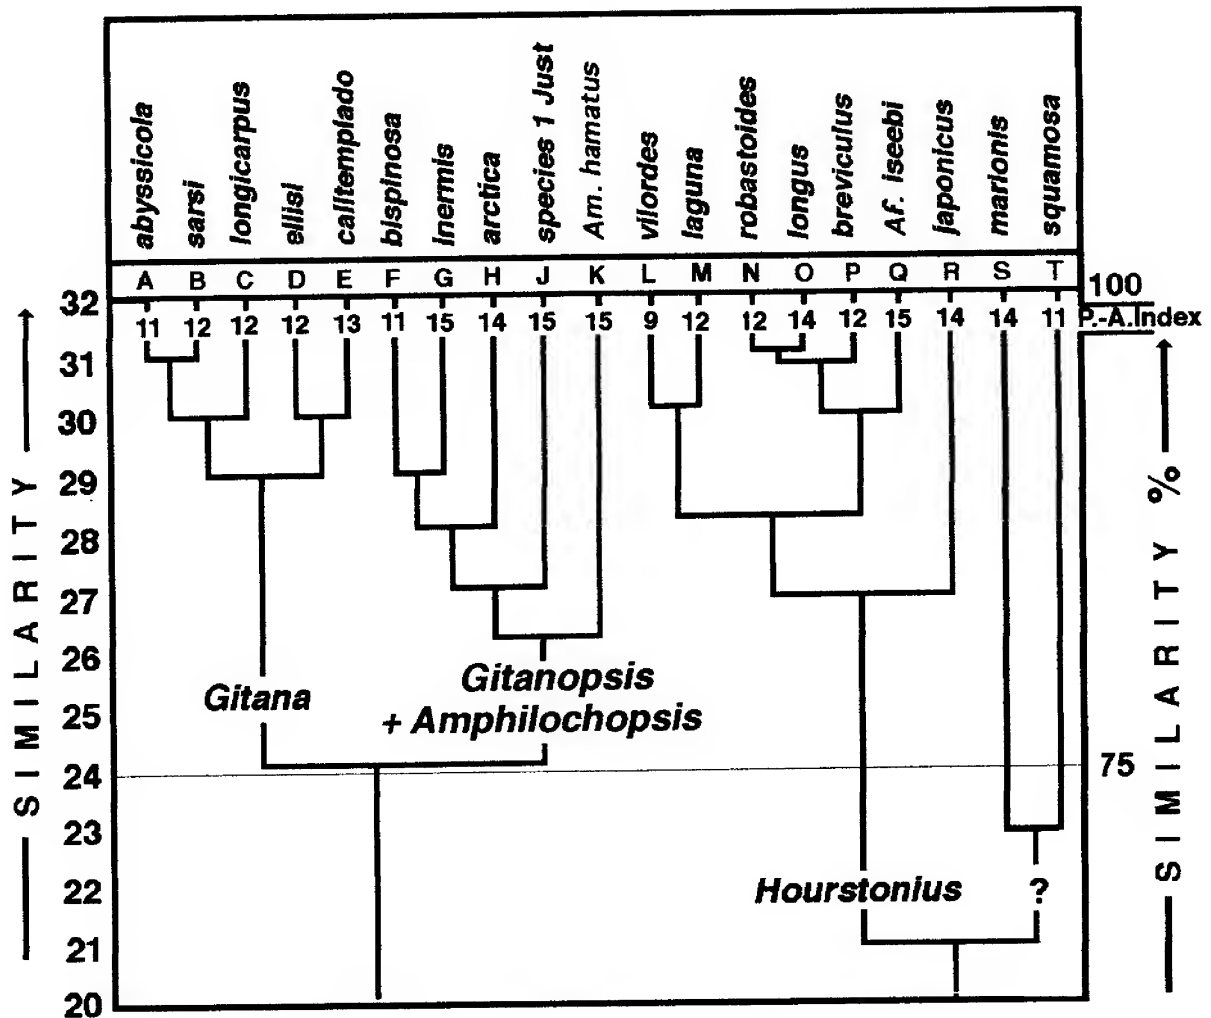 abyssicola
sarsi
longicarpus
ellisi
calitemplado
bispinosa
inermis
arctica
species 1 Just
Am. hamatus
vilordes
laguna
robastoides
longus
breviculus
Af. iseebi
japonicus
marionis
squamosa
A B C D E F G H J K L M N O P Q R S T
100
32
11 12 12 12 13 11 15 14 15 15 9 12 12 14 12 15 14 14 11
P.-A.Index
31
30
29
28
27
26
25
24
23
22
21
20
SIMILARITY
SIMILARITY %
Gitana
Gitanopsis
+ Amphilochopsis
75
Hourstonius
?